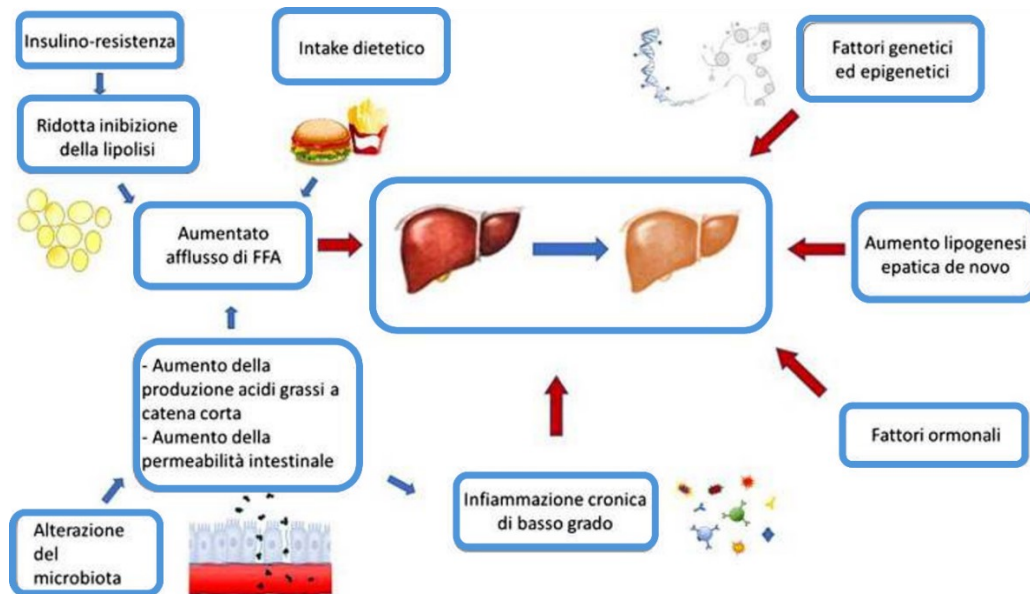 Insulino-resistenza
Intake dietetico
Fattori genetici
ed epigenetici
Ridotta inibizione
della lipolisi
Aumentato
afflusso di FFA
Aumento lipogenesi
epatica de novo
- Aumento della
produzione acidi grassi a
catena corta
- Aumento della
permeabilità intestinale
Fattori ormonali
Infiammazione cronica
di basso grado
Alterazione
del
microbiota